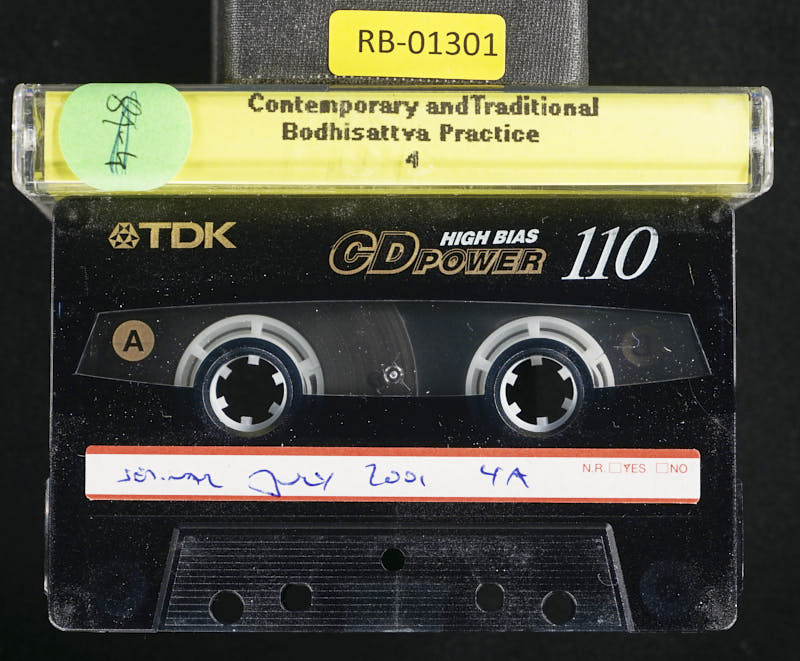 RB-01301
Contemporary and Traditional
Bodhisattva Practice
4
TDK
HIGH BIAS
CD POWER 110
A
July 2001 4A
N.R. YES NO